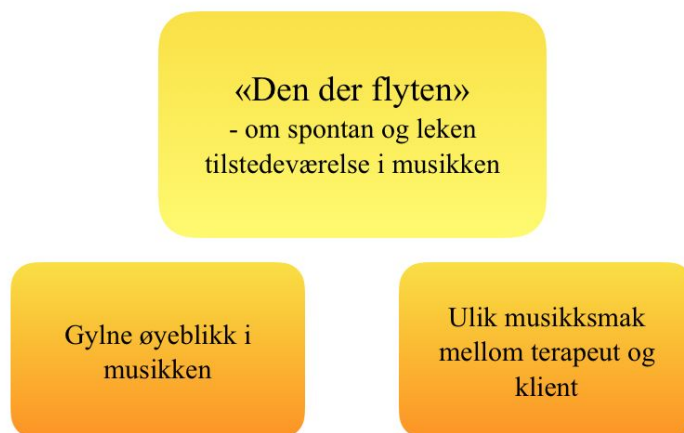 «Den der flyten»
- om spontan og leken
tilstedeværelse i musikken
Gylne øyeblikk i
musikken
Ulik musikksmak
mellom terapeut og
klient